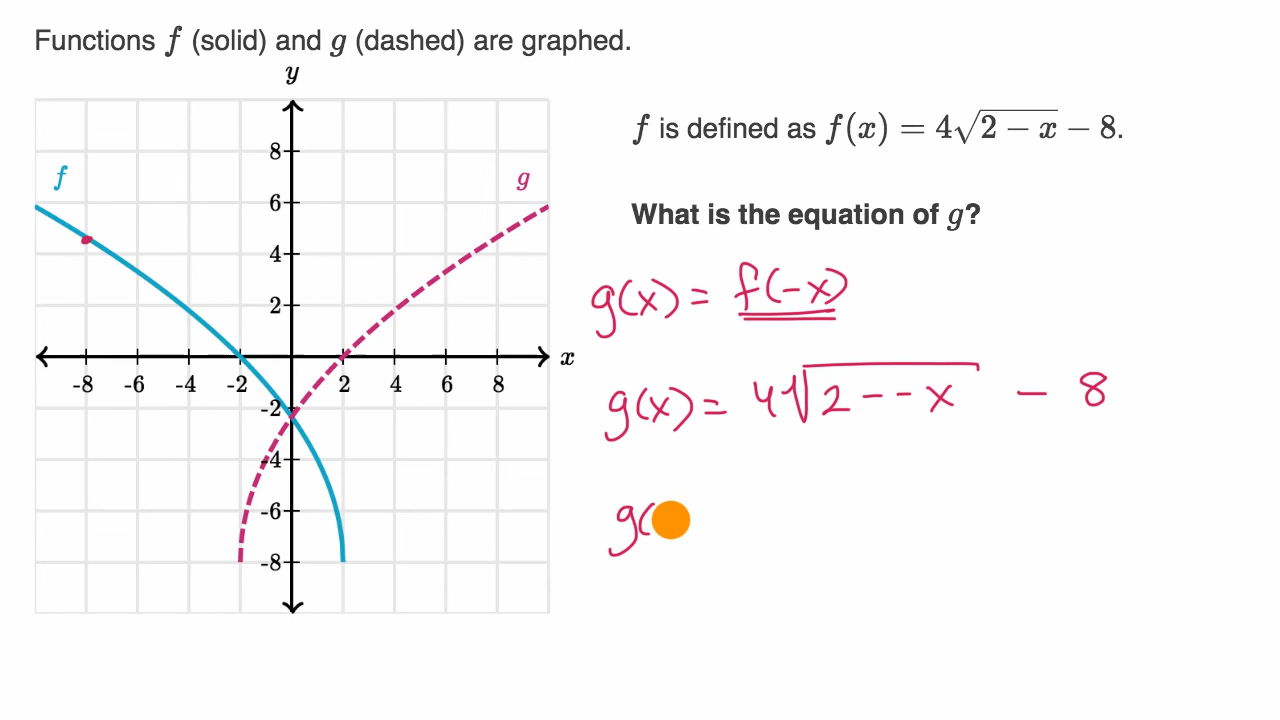 Functions f (solid) and g (dashed) are graphed.
y
f is defined as f(x) = 4√(2 − x) − 8.
8
f
g
6
What is the equation of g?
4
g(x) = f(-x)
2
x
-8 -6 -4 -2 2 4 6 8
-2
g(x) = 4√(2 - - x) - 8
-4
-6
g(
-8